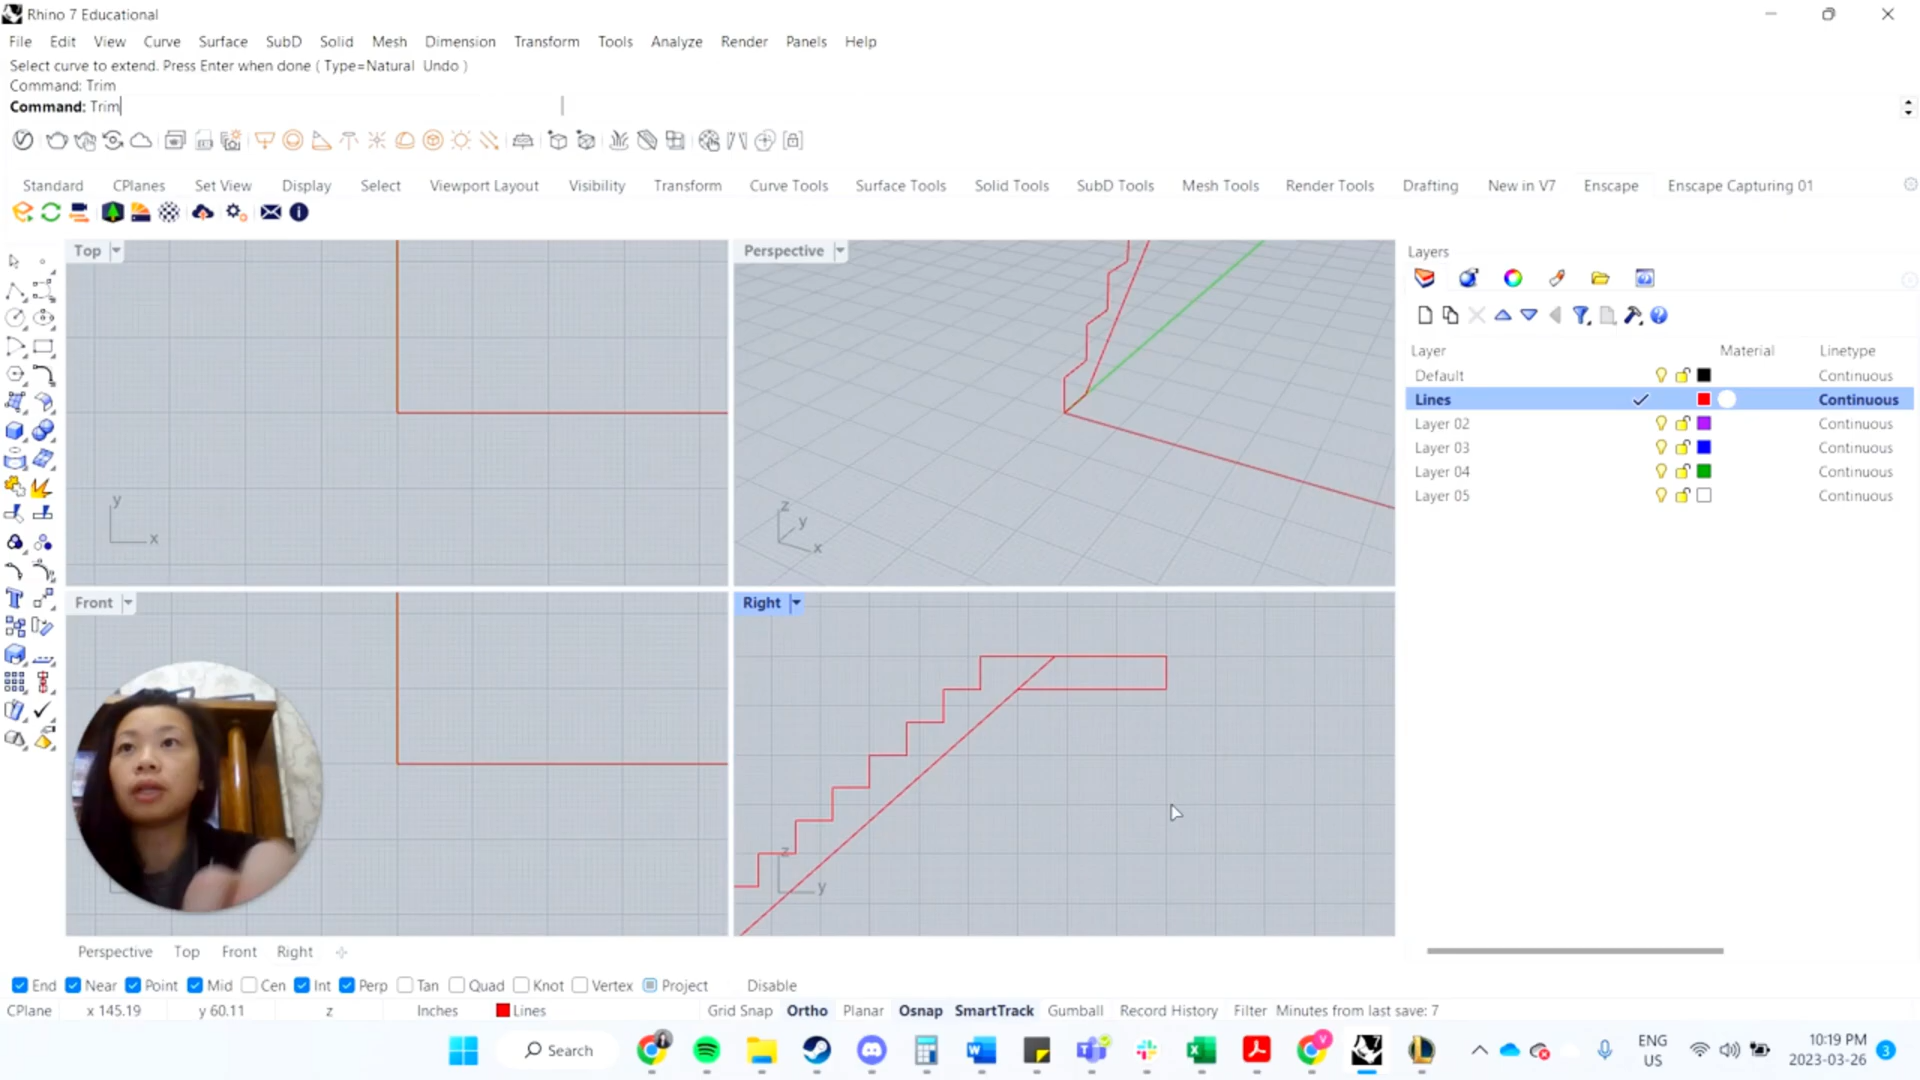 Rhino 7 Educational
File Edit View Curve Surface SubD Solid Mesh Dimension Transform Tools Analyze Render Panels Help
Select curve to extend. Press Enter when done ( Type=Natural Undo )
Command: Trim
Command: Trim
Standard CPlanes Set View Display Select Viewport Layout Visibility Transform Curve Tools Surface Tools Solid Tools SubD Tools Mesh Tools Render Tools Drafting New in V7 Enscape Enscape Capturing 01
Top
y
x
Perspective
z
y
x
Front
Right
z
y
Layers
Layer Material Linetype
Default Continuous
Lines Continuous
Layer 02 Continuous
Layer 03 Continuous
Layer 04 Continuous
Layer 05 Continuous
Perspective Top Front Right
End Near Point Mid Cen Int Perp Tan Quad Knot Vertex Project Disable
CPlane x 145.19 y 60.11 z Inches Lines Grid Snap Ortho Planar Osnap SmartTrack Gumball Record History Filter Minutes from last save: 7
Search
ENG
US
10:19 PM
2023-03-26
3